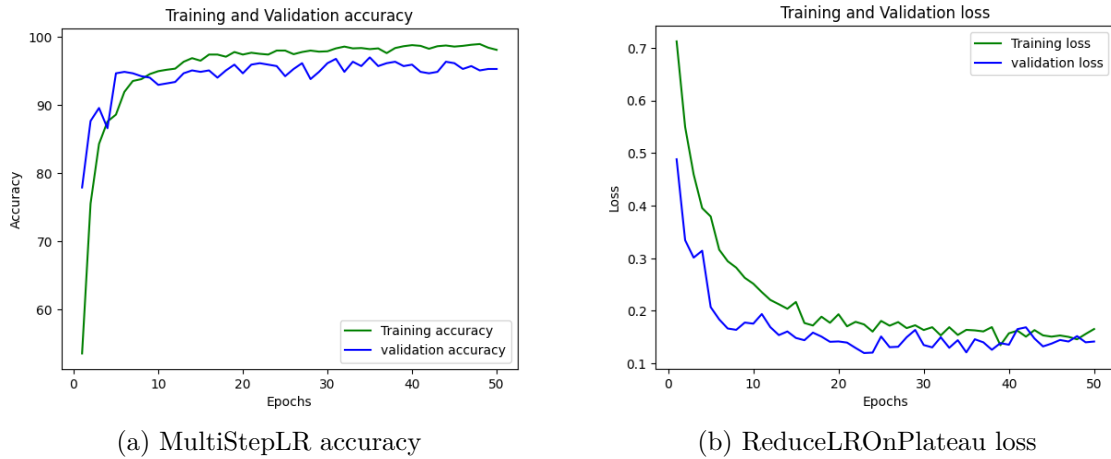 Training and Validation accuracy
100
90
80
70
60
Accuracy
0
10
20
30
40
50
Epochs
Training accuracy
validation accuracy
(a) MultiStepLR accuracy
Training and Validation loss
0.7
0.6
0.5
0.4
0.3
0.2
0.1
Loss
0
10
20
30
40
50
Epochs
Training loss
validation loss
(b) ReduceLROnPlateau loss